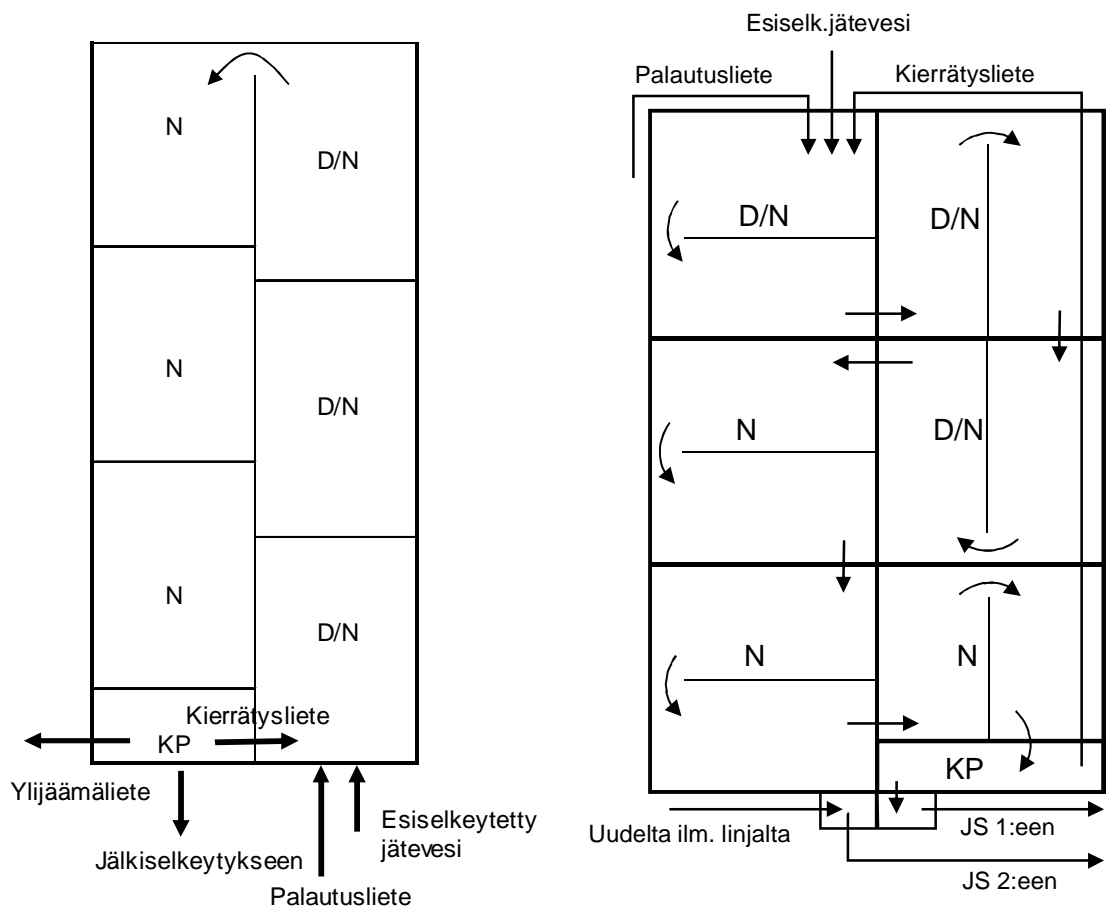 N
D/N
N
D/N
N
D/N
Kierrätysliete
KP
Ylijäämäliete
Jälkiselkeytykseen
Esiselkeytetty
jätevesi
Palautusliete
Esiselk.jätevesi
Palautusliete
Kierrätysliete
D/N
D/N
N
D/N
N
N
KP
Uudelta ilm. linjalta
JS 1:een
JS 2:een